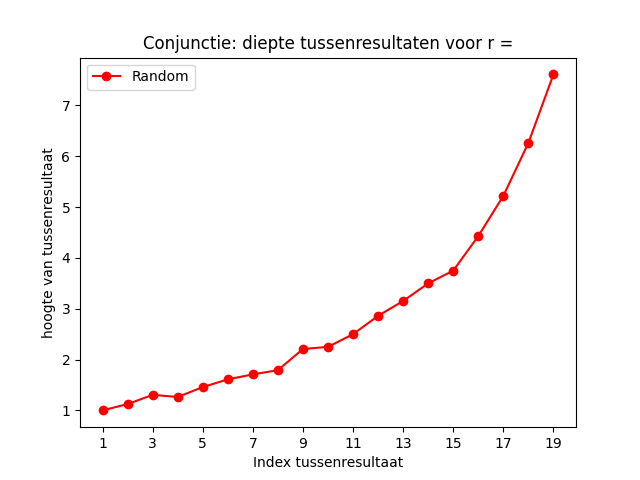 Conjunctie: diepte tussenresultaten voor r =
Random
hoogte van tussenresultaat
7
6
5
4
3
2
1
1 3 5 7 9 11 13 15 17 19
Index tussenresultaat